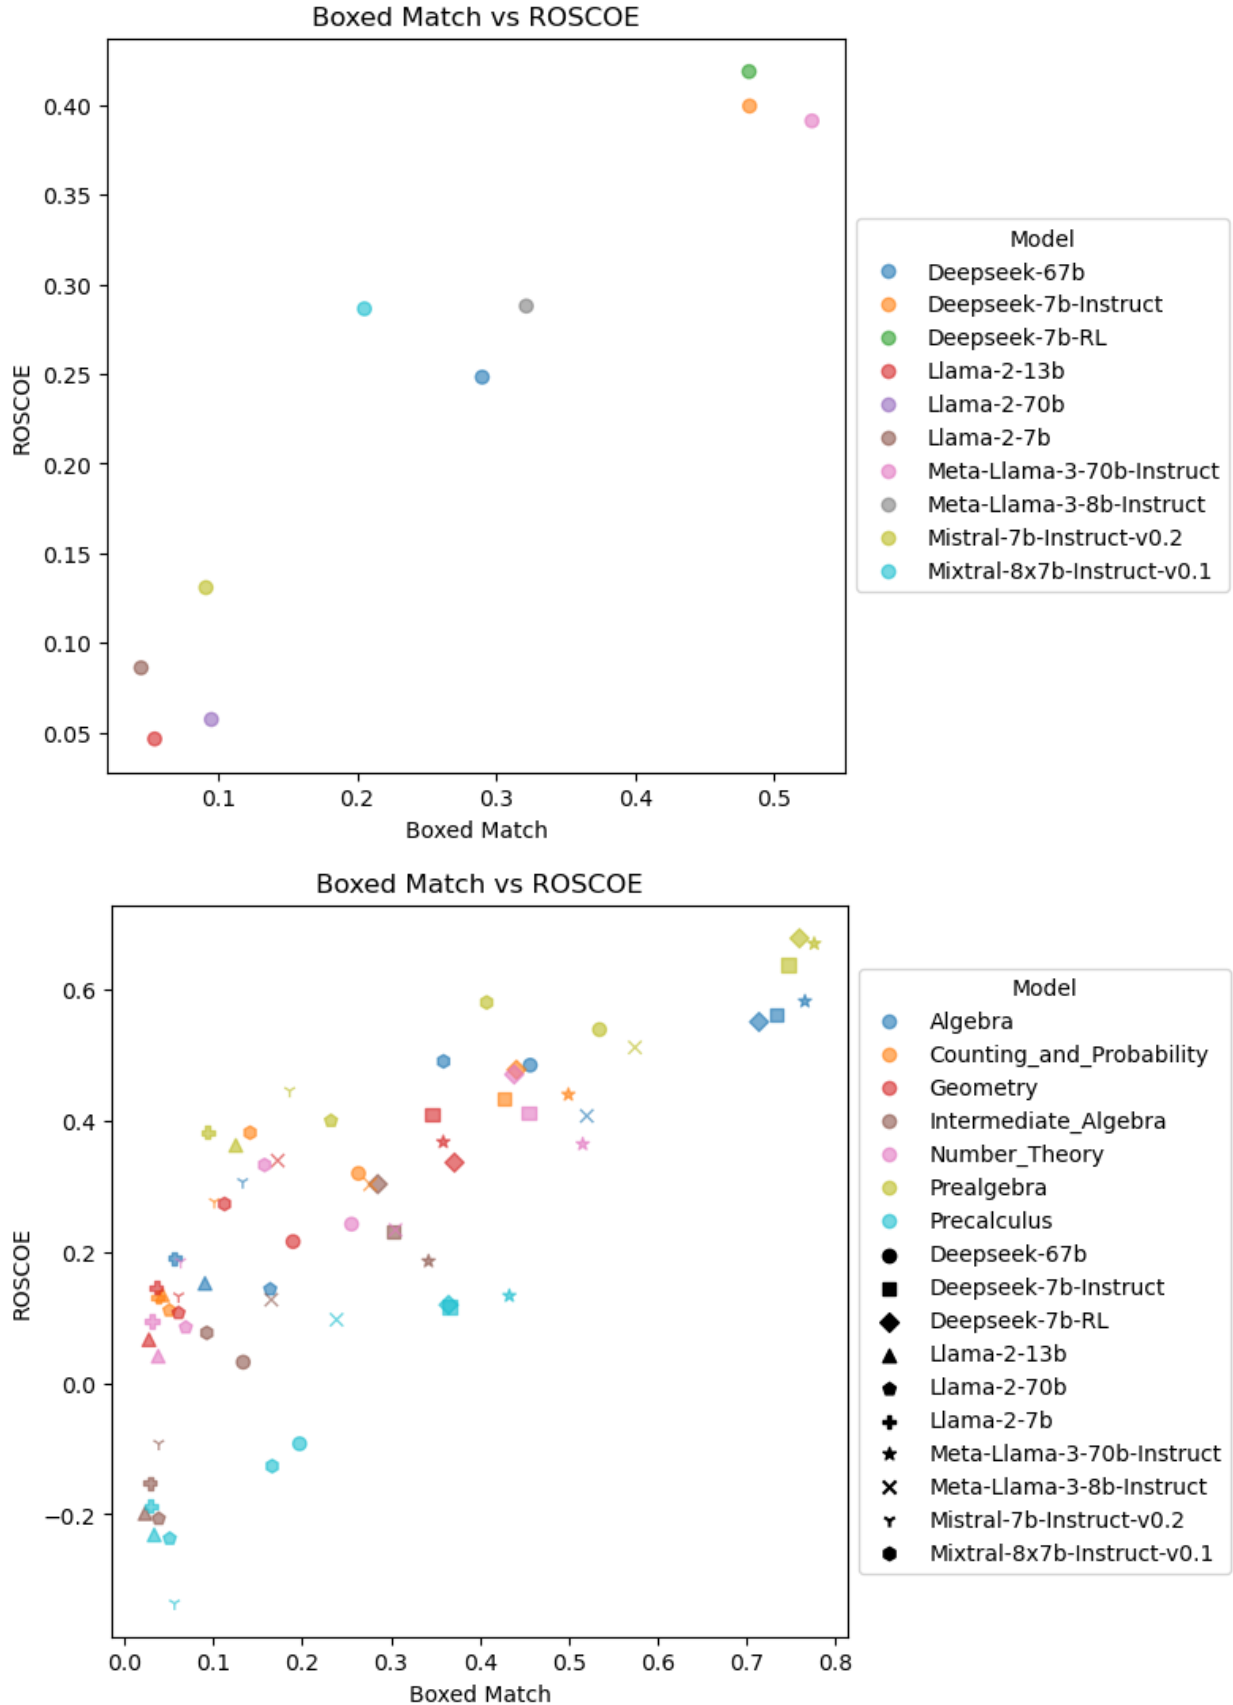 Boxed Match vs ROSCOE
0.40
0.35
0.30
0.25
0.20
0.15
0.10
0.05
ROSCOE
0.1 0.2 0.3 0.4 0.5
Boxed Match
Model
Deepseek-67b
Deepseek-7b-Instruct
Deepseek-7b-RL
Llama-2-13b
Llama-2-70b
Llama-2-7b
Meta-Llama-3-70b-Instruct
Meta-Llama-3-8b-Instruct
Mistral-7b-Instruct-v0.2
Mixtral-8x7b-Instruct-v0.1
Boxed Match vs ROSCOE
0.6
0.4
0.2
0.0
−0.2
ROSCOE
0.0 0.1 0.2 0.3 0.4 0.5 0.6 0.7 0.8
Boxed Match
Model
Algebra
Counting_and_Probability
Geometry
Intermediate_Algebra
Number_Theory
Prealgebra
Precalculus
Deepseek-67b
Deepseek-7b-Instruct
Deepseek-7b-RL
Llama-2-13b
Llama-2-70b
Llama-2-7b
Meta-Llama-3-70b-Instruct
Meta-Llama-3-8b-Instruct
Mistral-7b-Instruct-v0.2
Mixtral-8x7b-Instruct-v0.1